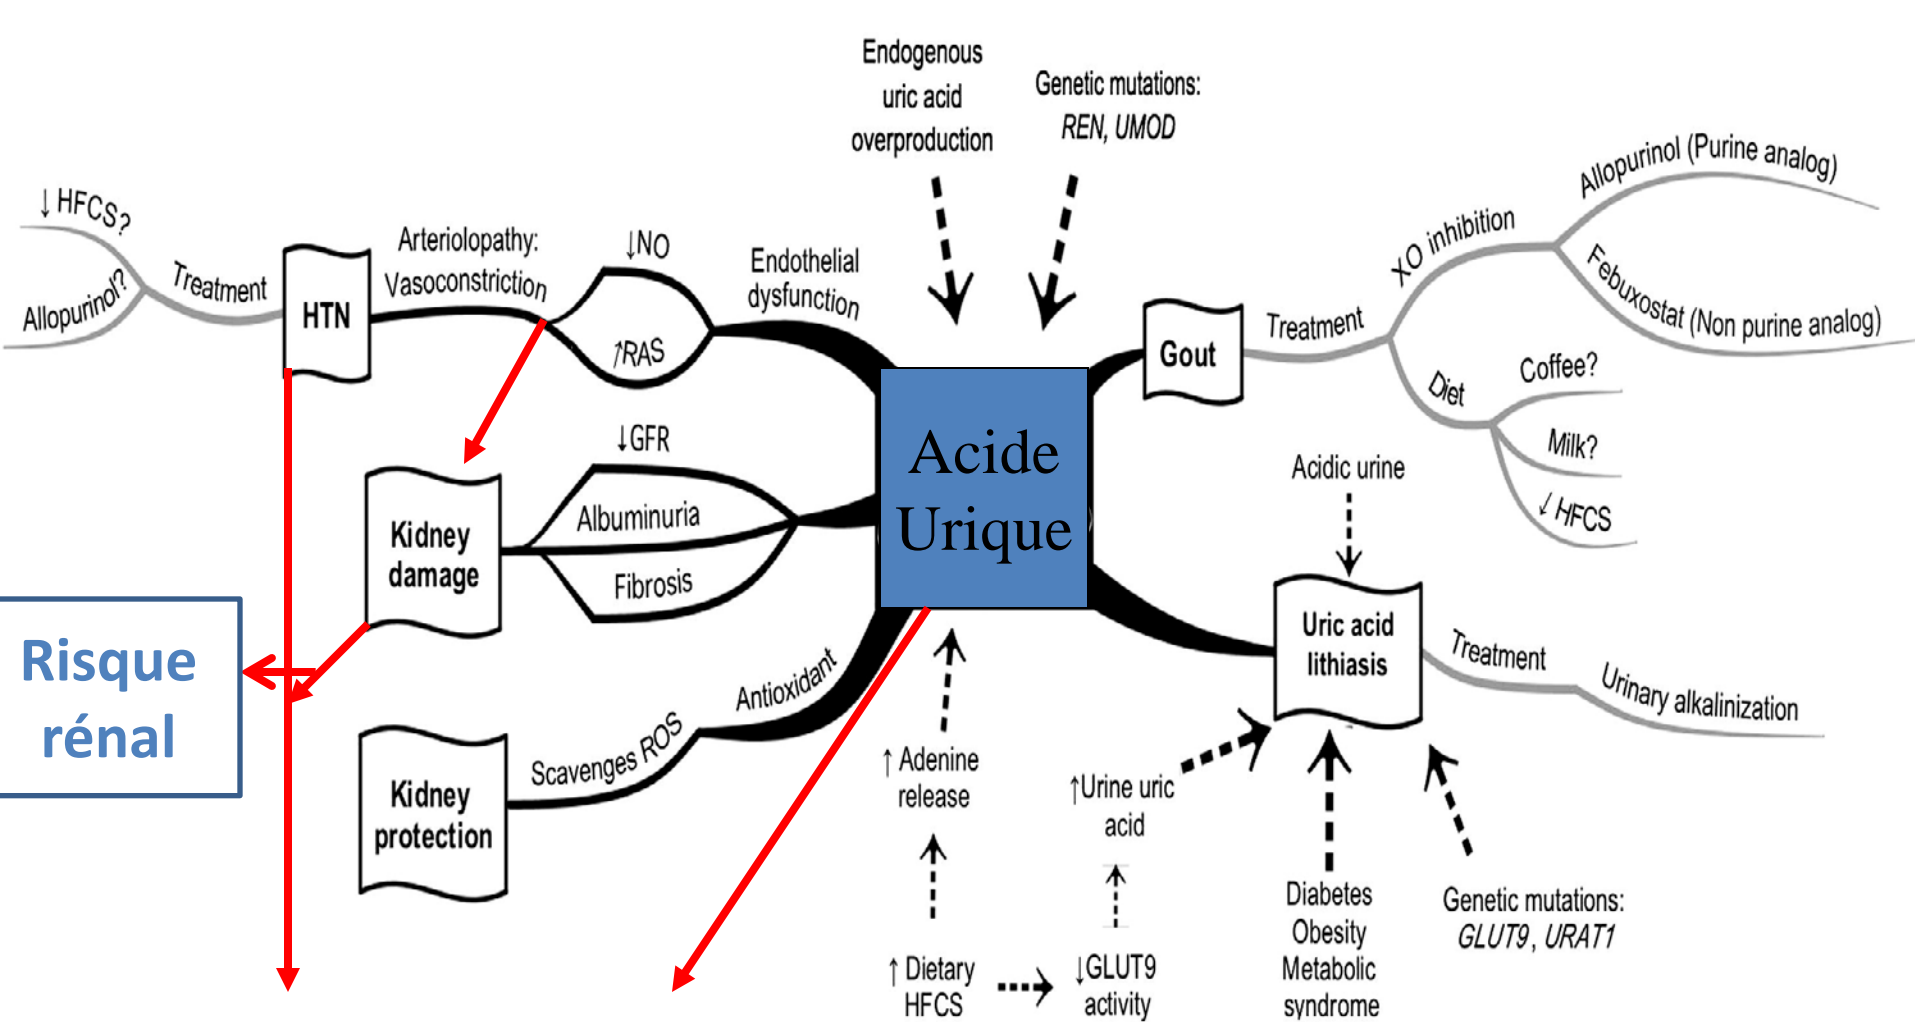 Endogenous
uric acid
overproduction
Genetic mutations:
REN, UMOD
↓ HFCS?
Allopurinol?
Treatment
HTN
Arteriolopathy:
Vasoconstriction
↓NO
↑RAS
Endothelial
dysfunction
Acide
Urique
Gout
Treatment
XO inhibition
Allopurinol (Purine analog)
Febuxostat (Non purine analog)
Diet
Coffee?
Milk?
↓ HFCS
Kidney
damage
↓GFR
Albuminuria
Fibrosis
Risque
rénal
Kidney
protection
Scavenges ROS
Antioxidant
Acidic urine
Uric acid
lithiasis
Treatment
Urinary alkalinization
↑ Adenine
release
↑Urine uric
acid
↑ Dietary
HFCS
↓GLUT9
activity
Diabetes
Obesity
Metabolic
syndrome
Genetic mutations:
GLUT9, URAT1